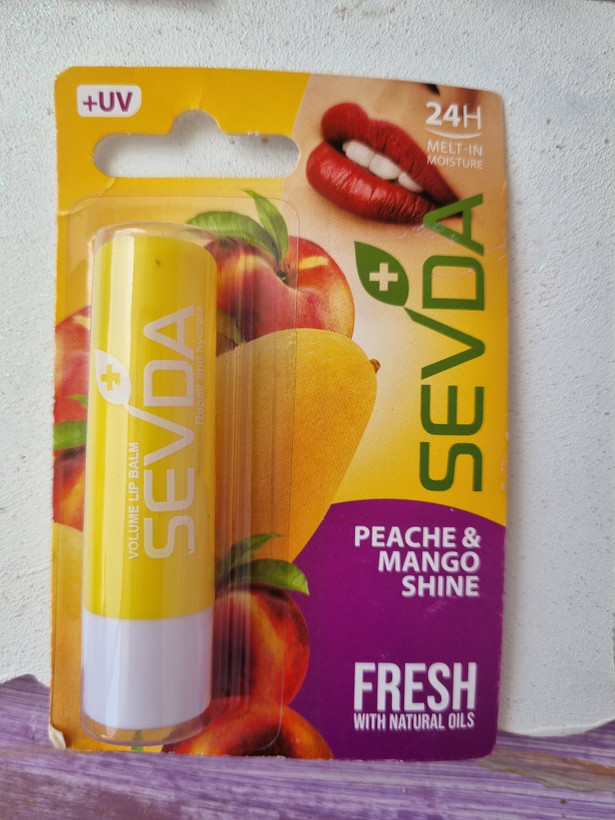 +UV
24H
MELT-IN
MOISTURE
SEVDA
PEACHE &
MANGO
SHINE
FRESH
WITH NATURAL OILS
VOLUME LIP BALM
SEVDA
Repair and hydrate